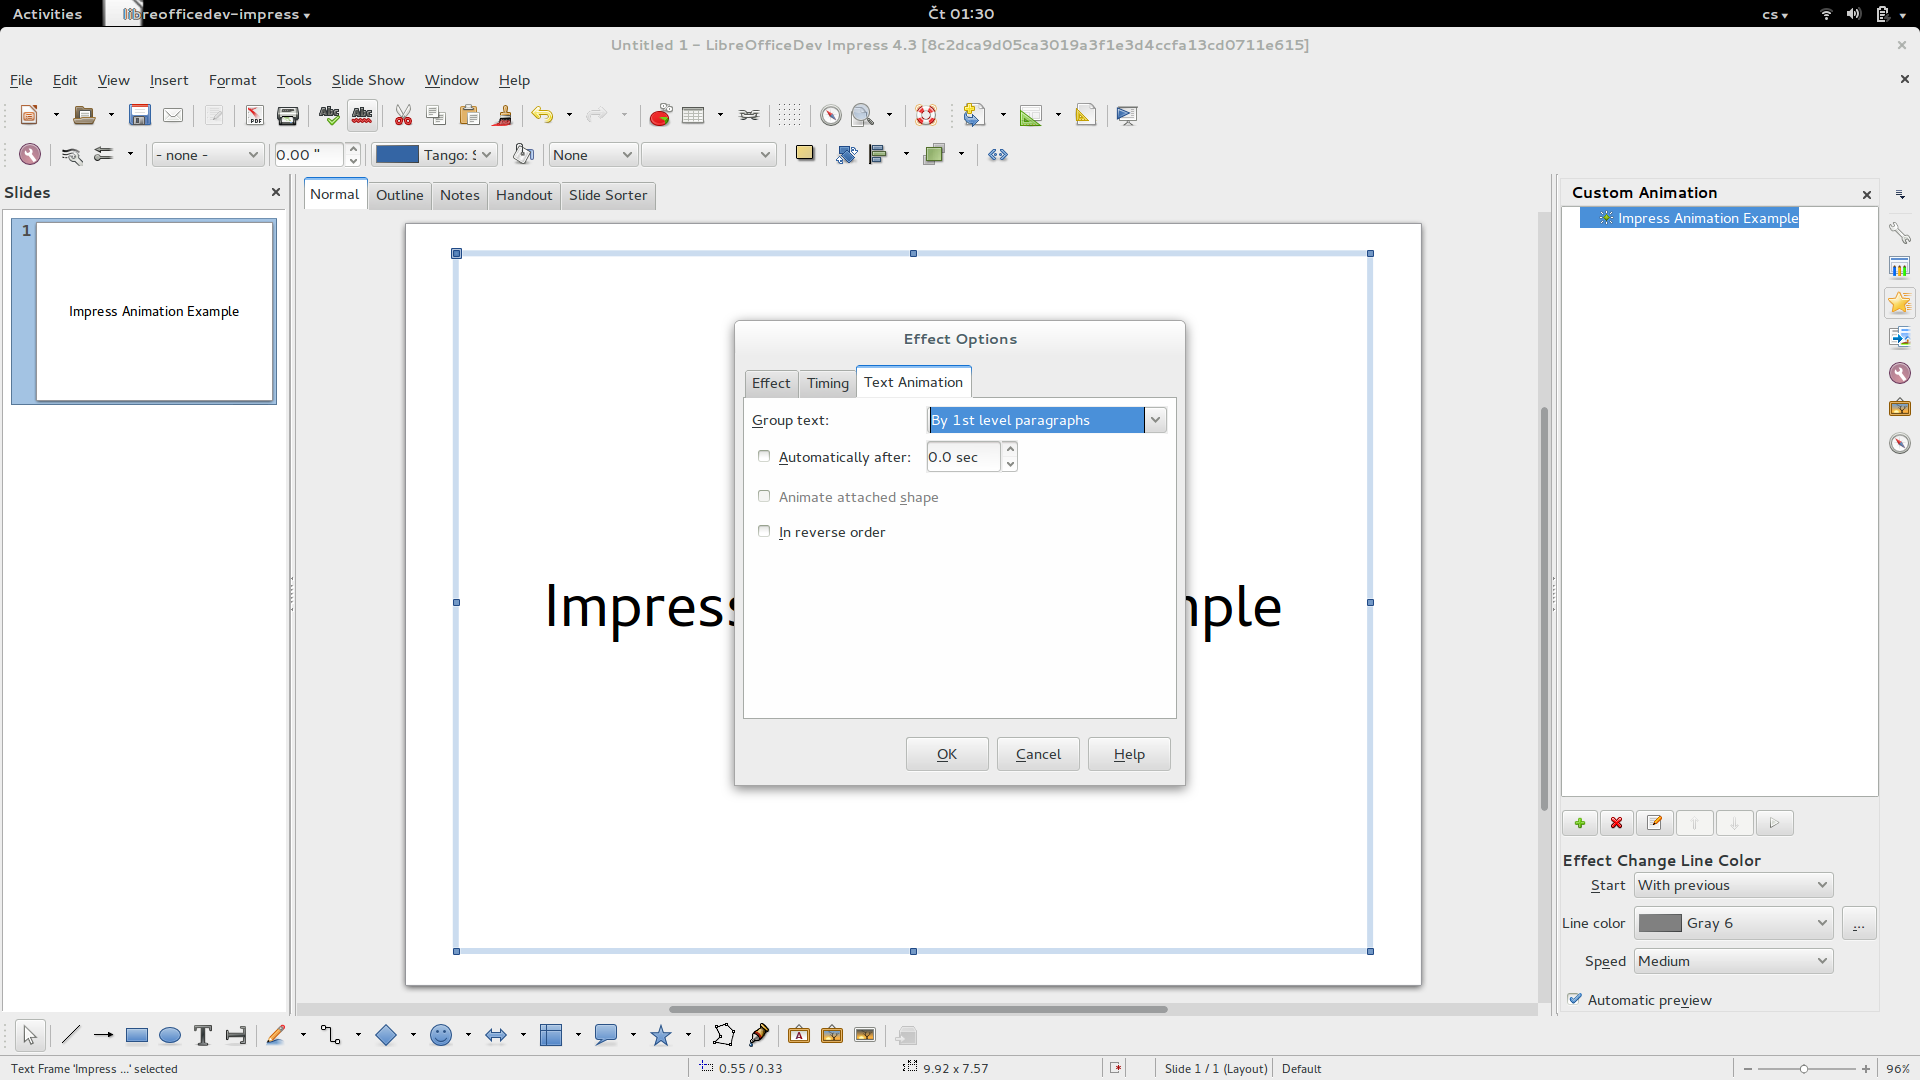 Activities libreofficedev-impress Čt 01:30 cs
Untitled 1 - LibreOfficeDev Impress 4.3 [8c2dca9d05ca3019a3f1e3d4ccfa13cd0711e615]
File Edit View Insert Format Tools Slide Show Window Help
- none - 0.00 " Tango: S None
Slides
Normal Outline Notes Handout Slide Sorter
Custom Animation
Impress Animation Example
1
Impress Animation Example
Impress mple
Effect Options
Effect Timing Text Animation
Group text: By 1st level paragraphs
Automatically after: 0.0 sec
Animate attached shape
In reverse order
OK Cancel Help
Effect Change Line Color
Start With previous
Line color Gray 6 ...
Speed Medium
Automatic preview
Text Frame 'Impress ...' selected 0.55 / 0.33 9.92 x 7.57 Slide 1 / 1 (Layout) Default 96%